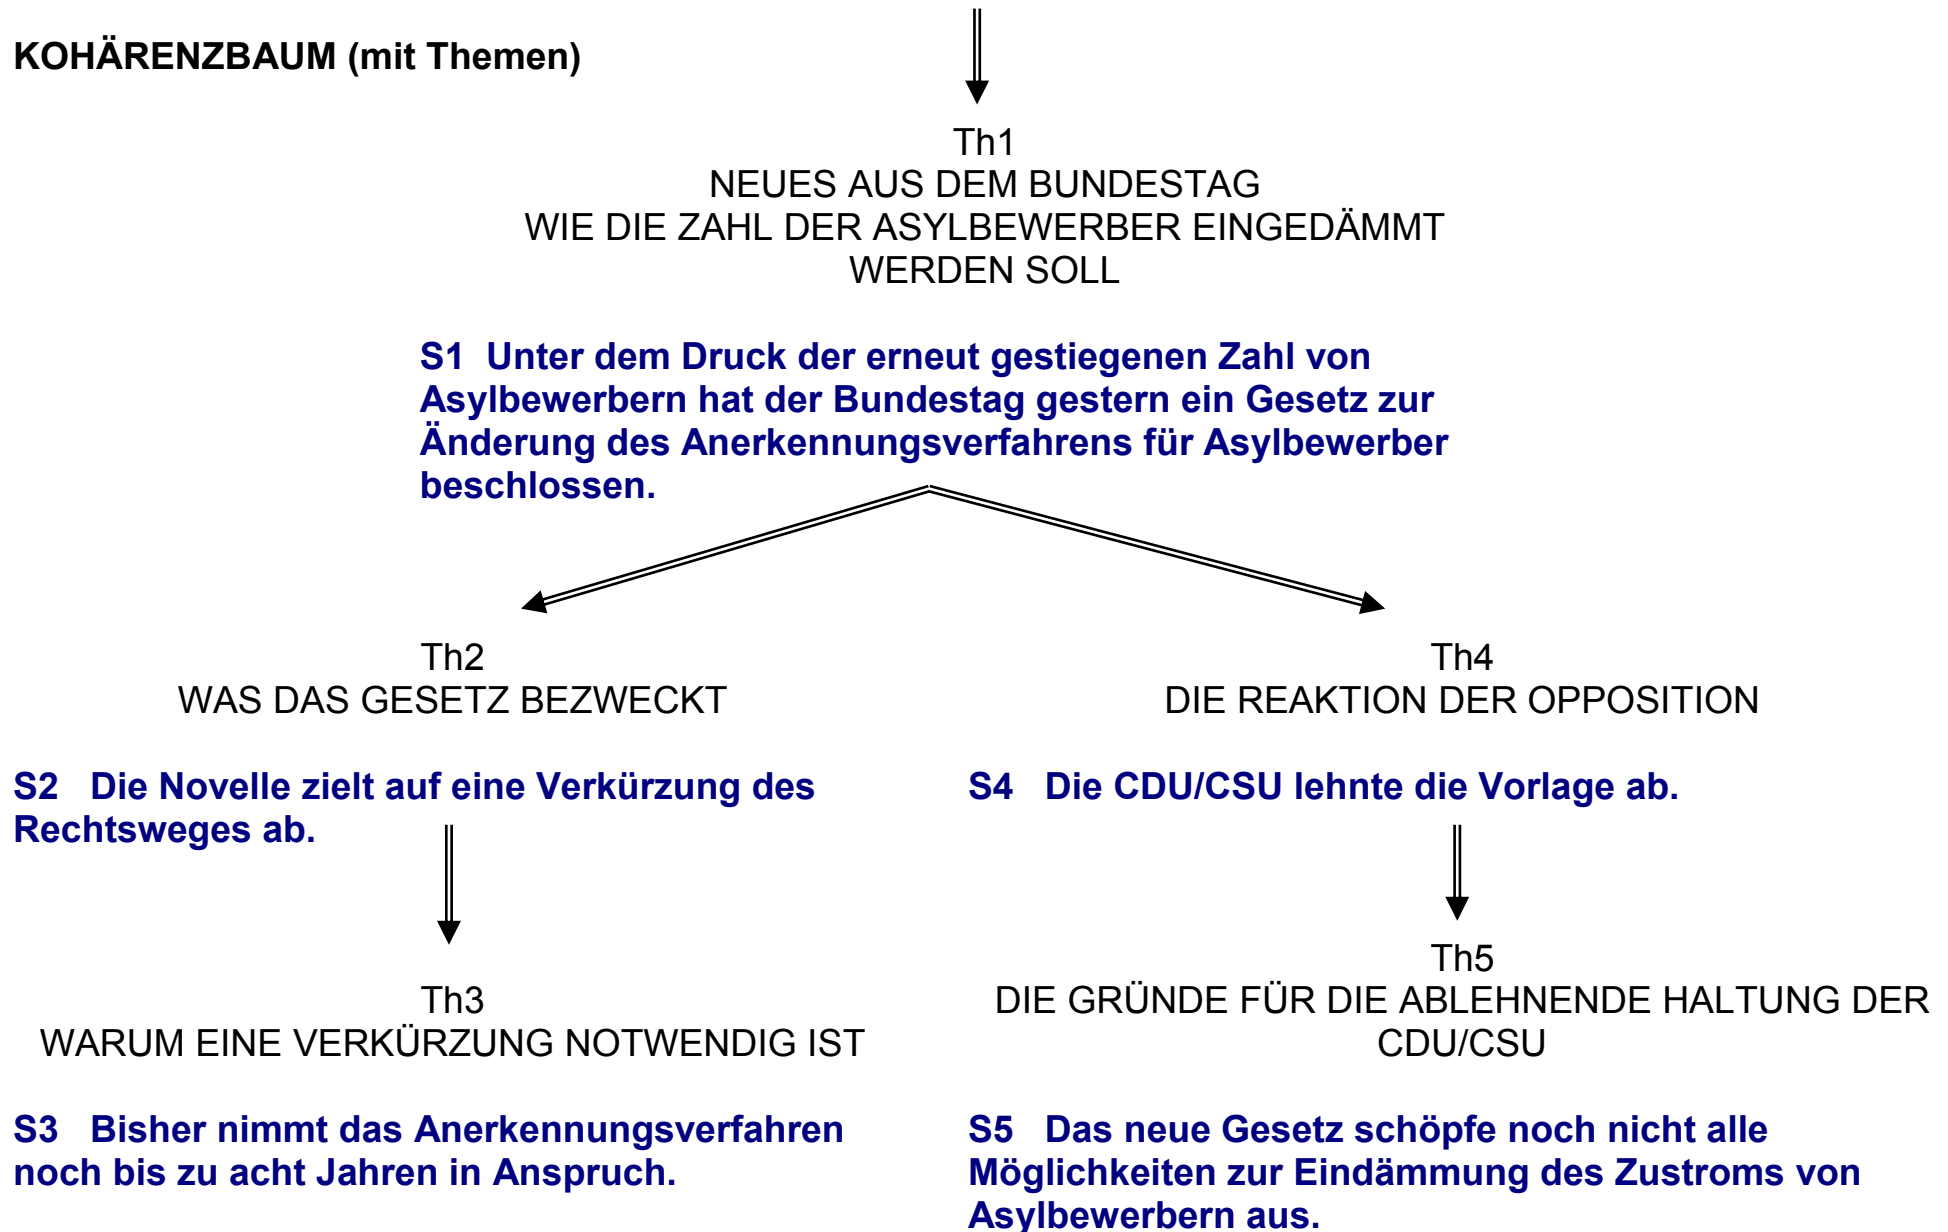 KOHÄRENZBAUM (mit Themen)
Th1
NEUES AUS DEM BUNDESTAG
WIE DIE ZAHL DER ASYLBEWERBER EINGEDÄMMT
WERDEN SOLL
S1 Unter dem Druck der erneut gestiegenen Zahl von
Asylbewerbern hat der Bundestag gestern ein Gesetz zur
Änderung des Anerkennungsverfahrens für Asylbewerber
beschlossen.
Th2
WAS DAS GESETZ BEZWECKT
S2 Die Novelle zielt auf eine Verkürzung des
Rechtsweges ab.
Th3
WARUM EINE VERKÜRZUNG NOTWENDIG IST
S3 Bisher nimmt das Anerkennungsverfahren
noch bis zu acht Jahren in Anspruch.
Th4
DIE REAKTION DER OPPOSITION
S4 Die CDU/CSU lehnte die Vorlage ab.
Th5
DIE GRÜNDE FÜR DIE ABLEHNENDE HALTUNG DER
CDU/CSU
S5 Das neue Gesetz schöpfe noch nicht alle
Möglichkeiten zur Eindämmung des Zustroms von
Asylbewerbern aus.